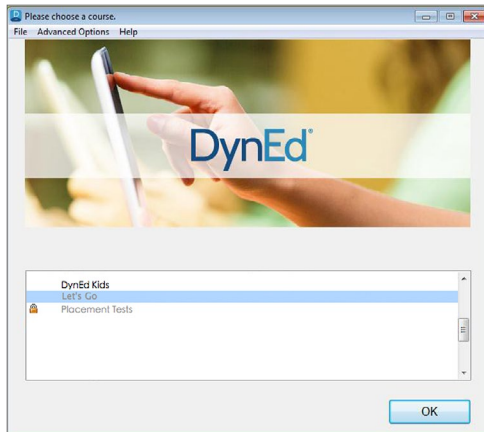 Please choose a course.
File Advanced Options Help
DynEd®
DynEd Kids
Let's Go
Placement Tests
OK